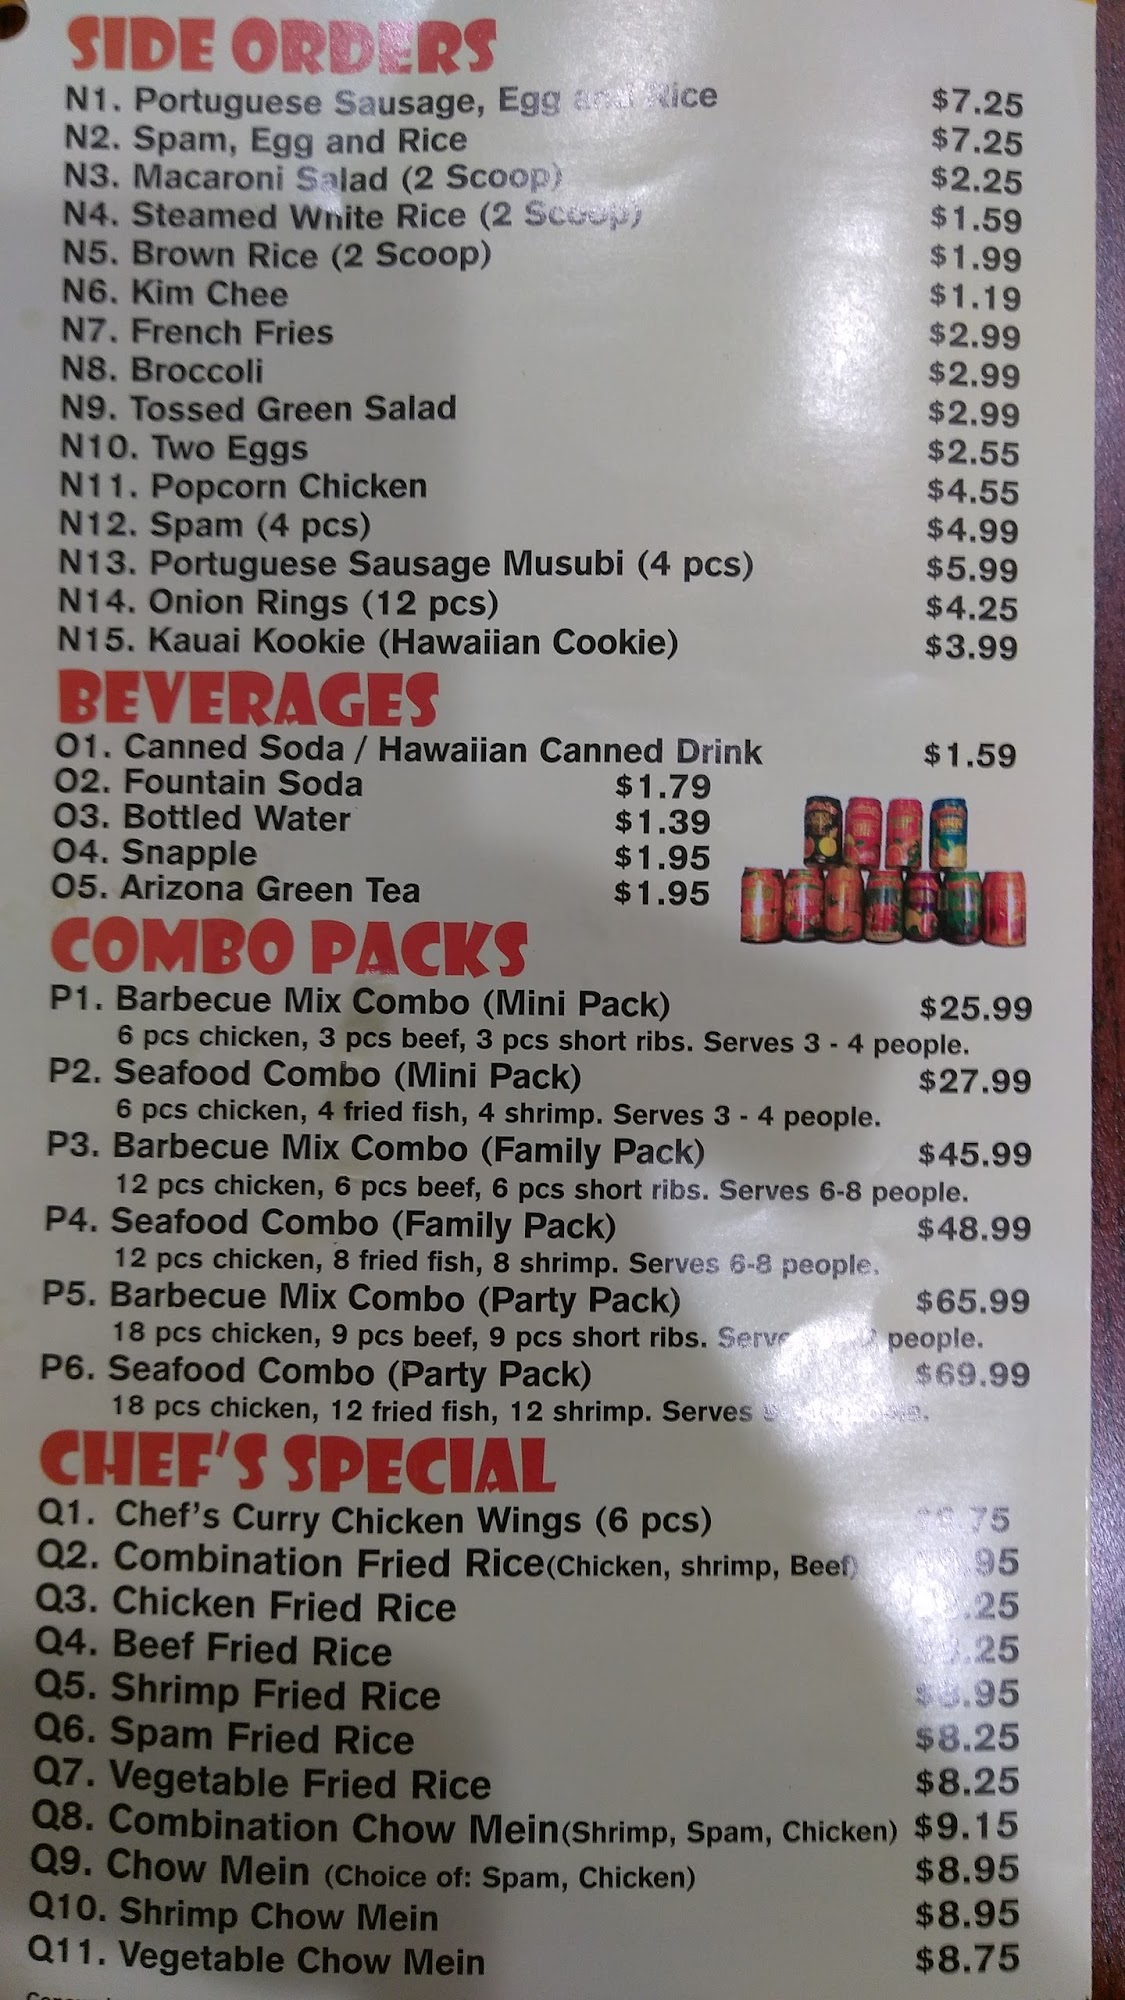 SIDE ORDERS
N1. Portuguese Sausage, Egg and Rice $7.25
N2. Spam, Egg and Rice $7.25
N3. Macaroni Salad (2 Scoop) $2.25
N4. Steamed White Rice (2 Scoop) $1.59
N5. Brown Rice (2 Scoop) $1.99
N6. Kim Chee $1.19
N7. French Fries $2.99
N8. Broccoli $2.99
N9. Tossed Green Salad $2.99
N10. Two Eggs $2.55
N11. Popcorn Chicken $4.55
N12. Spam (4 pcs) $4.99
N13. Portuguese Sausage Musubi (4 pcs) $5.99
N14. Onion Rings (12 pcs) $4.25
N15. Kauai Kookie (Hawaiian Cookie) $3.99
BEVERAGES
O1. Canned Soda / Hawaiian Canned Drink $1.59
O2. Fountain Soda $1.79
O3. Bottled Water $1.39
O4. Snapple $1.95
O5. Arizona Green Tea $1.95
COMBO PACKS
P1. Barbecue Mix Combo (Mini Pack) $25.99
6 pcs chicken, 3 pcs beef, 3 pcs short ribs. Serves 3 - 4 people.
P2. Seafood Combo (Mini Pack) $27.99
6 pcs chicken, 4 fried fish, 4 shrimp. Serves 3 - 4 people.
P3. Barbecue Mix Combo (Family Pack) $45.99
12 pcs chicken, 6 pcs beef, 6 pcs short ribs. Serves 6-8 people.
P4. Seafood Combo (Family Pack) $48.99
12 pcs chicken, 8 fried fish, 8 shrimp. Serves 6-8 people.
P5. Barbecue Mix Combo (Party Pack) $65.99
18 pcs chicken, 9 pcs beef, 9 pcs short ribs. people.
P6. Seafood Combo (Party Pack) $69.99
18 pcs chicken, 12 fried fish, 12 shrimp. Serves
CHEF'S SPECIAL
Q1. Chef's Curry Chicken Wings (6 pcs)
Q2. Combination Fried Rice(Chicken, shrimp, Beef)
Q3. Chicken Fried Rice
Q4. Beef Fried Rice
Q5. Shrimp Fried Rice
Q6. Spam Fried Rice $8.25
Q7. Vegetable Fried Rice $8.25
Q8. Combination Chow Mein(Shrimp, Spam, Chicken) $9.15
Q9. Chow Mein (Choice of: Spam, Chicken) $8.95
Q10. Shrimp Chow Mein $8.95
Q11. Vegetable Chow Mein $8.75